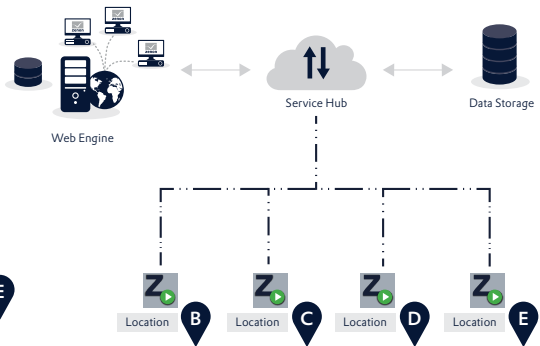 zenon
zenon
zenon
Service Hub
Data Storage
Web Engine
Z
Z
Z
Z
Location B
Location C
Location D
Location E
E